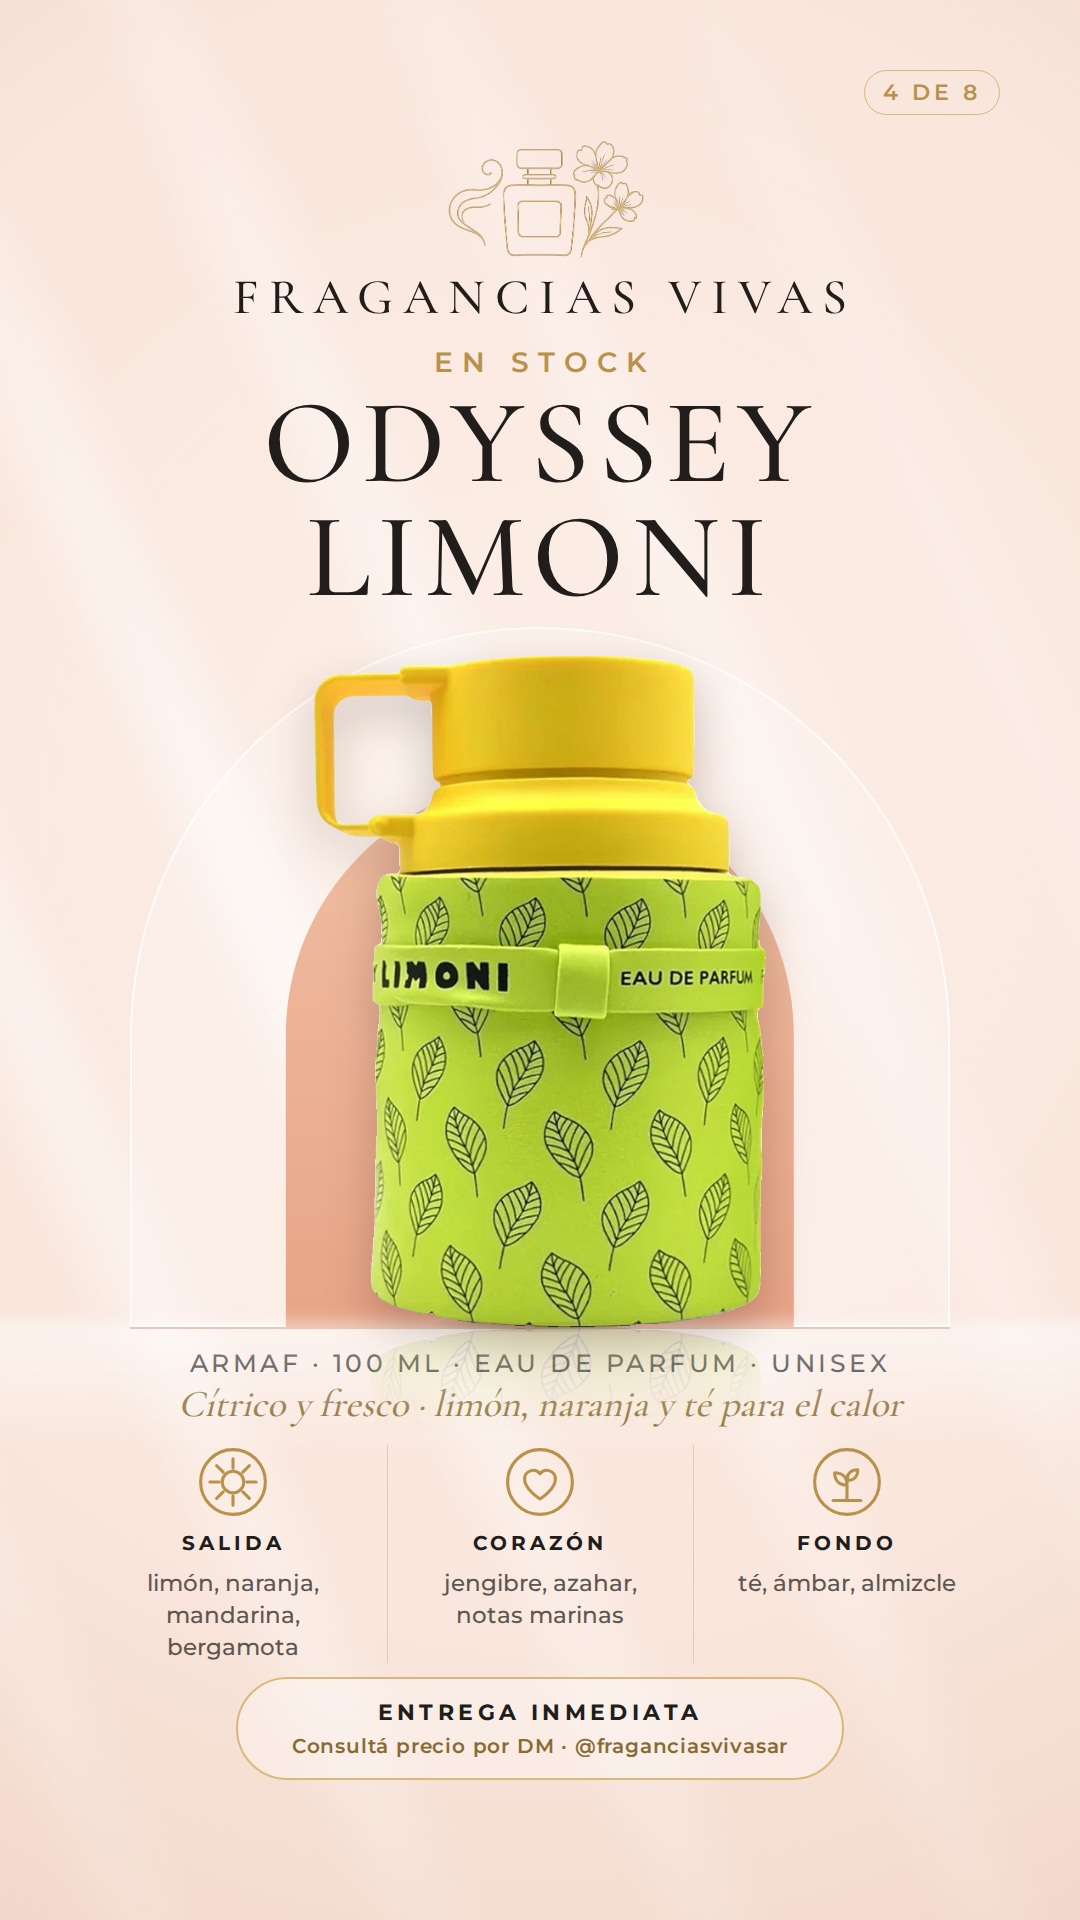 4 DE 8
FRAGANCIAS VIVAS
EN STOCK
ODYSSEY
LIMONI
LIMONI EAU DE PARFUM
ARMAF · 100 ML · EAU DE PARFUM · UNISEX
Cítrico y fresco · limón, naranja y té para el calor
SALIDA
limón, naranja,
mandarina,
bergamota
CORAZÓN
jengibre, azahar,
notas marinas
FONDO
té, ámbar, almizcle
ENTREGA INMEDIATA
Consultá precio por DM · @fraganciasvivasar